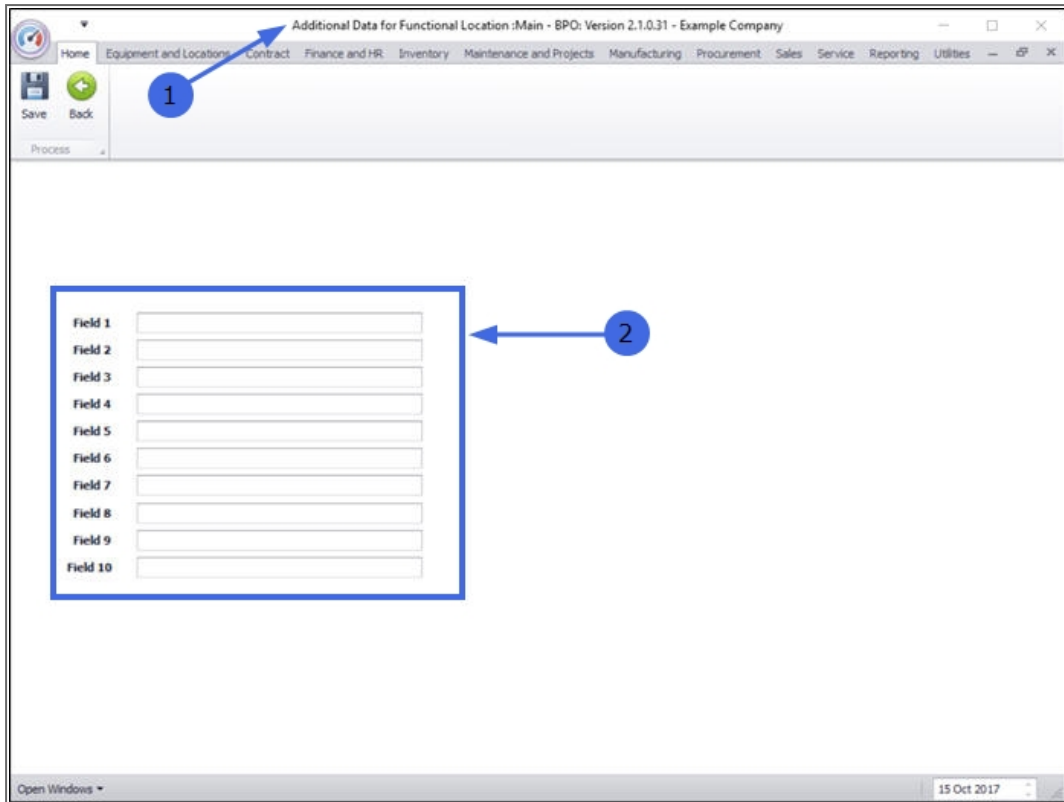 Additional Data for Functional Location :Main - BPO: Version 2.1.0.31 - Example Company
Home Equipment and Locations Contract Finance and HR Inventory Maintenance and Projects Manufacturing Procurement Sales Service Reporting Utilities
1
Save Back
Process
Field 1
2
Field 2
Field 3
Field 4
Field 5
Field 6
Field 7
Field 8
Field 9
Field 10
Open Windows 15 Oct 2017